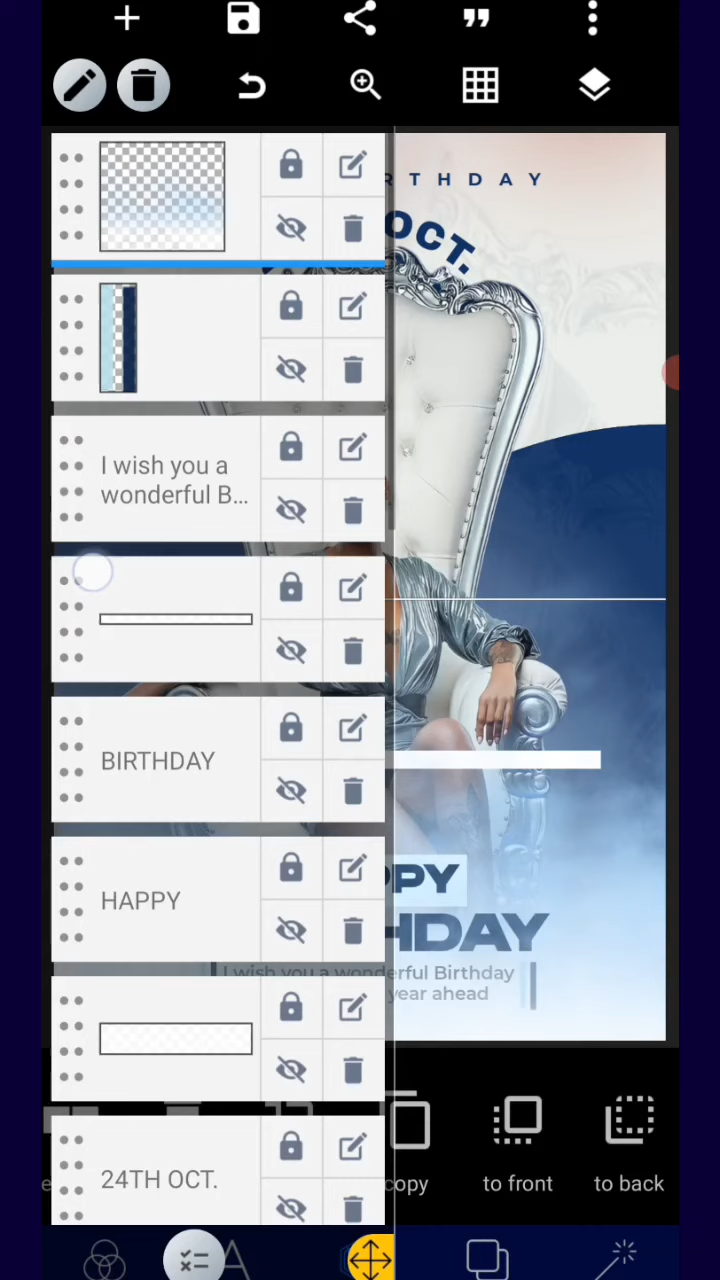 RTHDAY
OCT.
I wish you a
wonderful B...
BIRTHDAY
HAPPY
PPY
HDAY
I wish you a wonderful Birthday
year ahead
24TH OCT.
copy
to front
to back